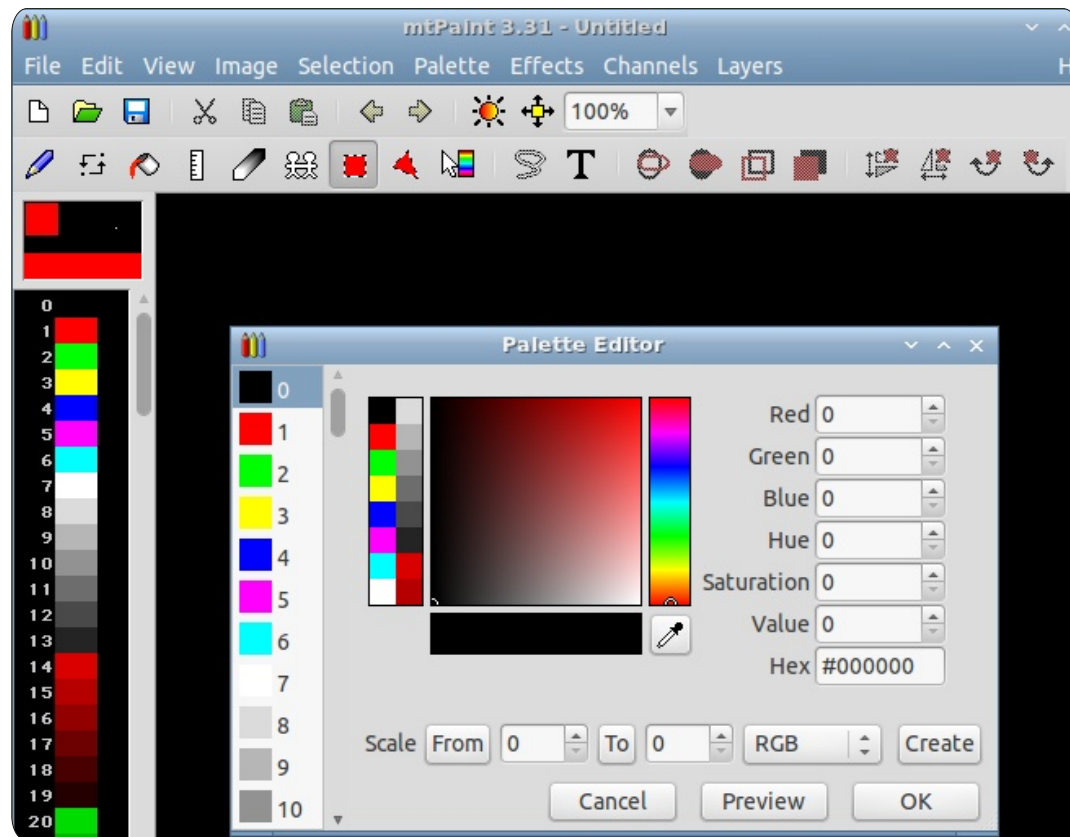 mtPaint 3.31 - Untitled
File Edit View Image Selection Palette Effects Channels Layers H
100%
T
0
1
2
3
4
5
6
7
8
9
10
11
12
13
14
15
16
17
18
19
20
Palette Editor
0
1
2
3
4
5
6
7
8
9
10
Red 0
Green 0
Blue 0
Hue 0
Saturation 0
Value 0
Hex #000000
Scale From 0 To 0 RGB Create
Cancel Preview OK